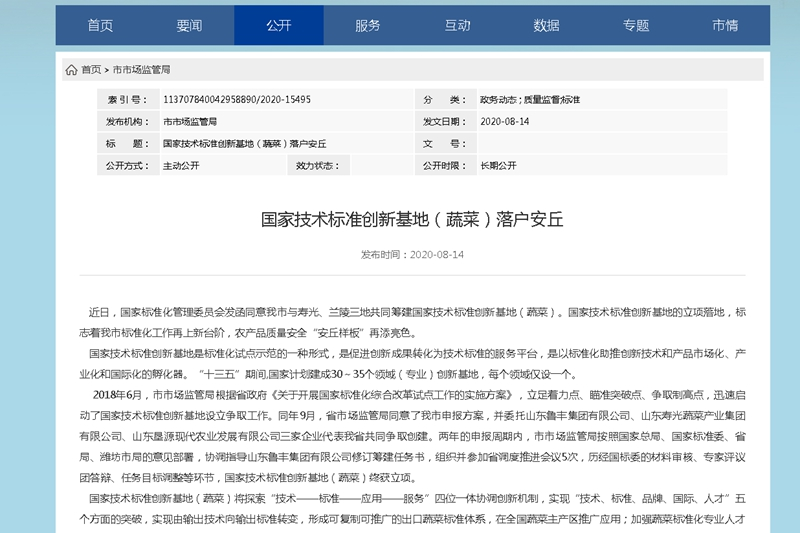 首页 要闻 公开 服务 互动 数据 专题 市情
首页 > 市市场监管局
索 引 号： 113707840042958890/2020-15495 分 类： 政务动态 ; 质量监督;标准
发布机构： 市市场监管局 发文日期： 2020-08-14
标 题： 国家技术标准创新基地（蔬菜）落户安丘 文 号：
公开方式： 主动公开 效力状态： 公开时限： 长期公开
国家技术标准创新基地（蔬菜）落户安丘
发布时间：2020-08-14
近日，国家标准化管理委员会发函同意我市与寿光、兰陵三地共同筹建国家技术标准创新基地（蔬菜）。国家技术标准创新基地的立项落地，标
志着我市标准化工作再上新台阶，农产品质量安全“安丘样板”再添亮色。
国家技术标准创新基地是标准化试点示范的一种形式，是促进创新成果转化为技术标准的服务平台，是以标准化助推创新技术和产品市场化、产
业化和国际化的孵化器。“十三五”期间,国家计划建成30～35个领域（专业）创新基地，每个领域仅设一个。
2018年6月，市市场监管局根据省政府《关于开展国家标准化综合改革试点工作的实施方案》，立足着力点、瞄准突破点、争取制高点，迅速启
动了国家技术标准创新基地设立争取工作。同年9月，省市场监管局同意了我市申报方案，并委托山东鲁丰集团有限公司、山东寿光蔬菜产业集团
有限公司、山东垦源现代农业发展有限公司三家企业代表我省共同争取创建。两年的申报周期内，市市场监管局按照国家总局、国家标准委、省
局、潍坊市局的意见部署，协调指导山东鲁丰集团有限公司修订筹建任务书，组织并参加省调度推进会议5次，历经国标委的材料审核、专家评议
团答辩、任务目标调整等环节，国家技术标准创新基地（蔬菜）终获立项。
国家技术标准创新基地（蔬菜）将探索“技术——标准——应用——服务”四位一体协调创新机制，实现“技术、标准、品牌、国际、人才”五
个方面的突破，实现由输出技术向输出标准转变，形成可复制可推广的出口蔬菜标准体系，在全国蔬菜主产区推广应用；加强蔬菜标准化专业人才